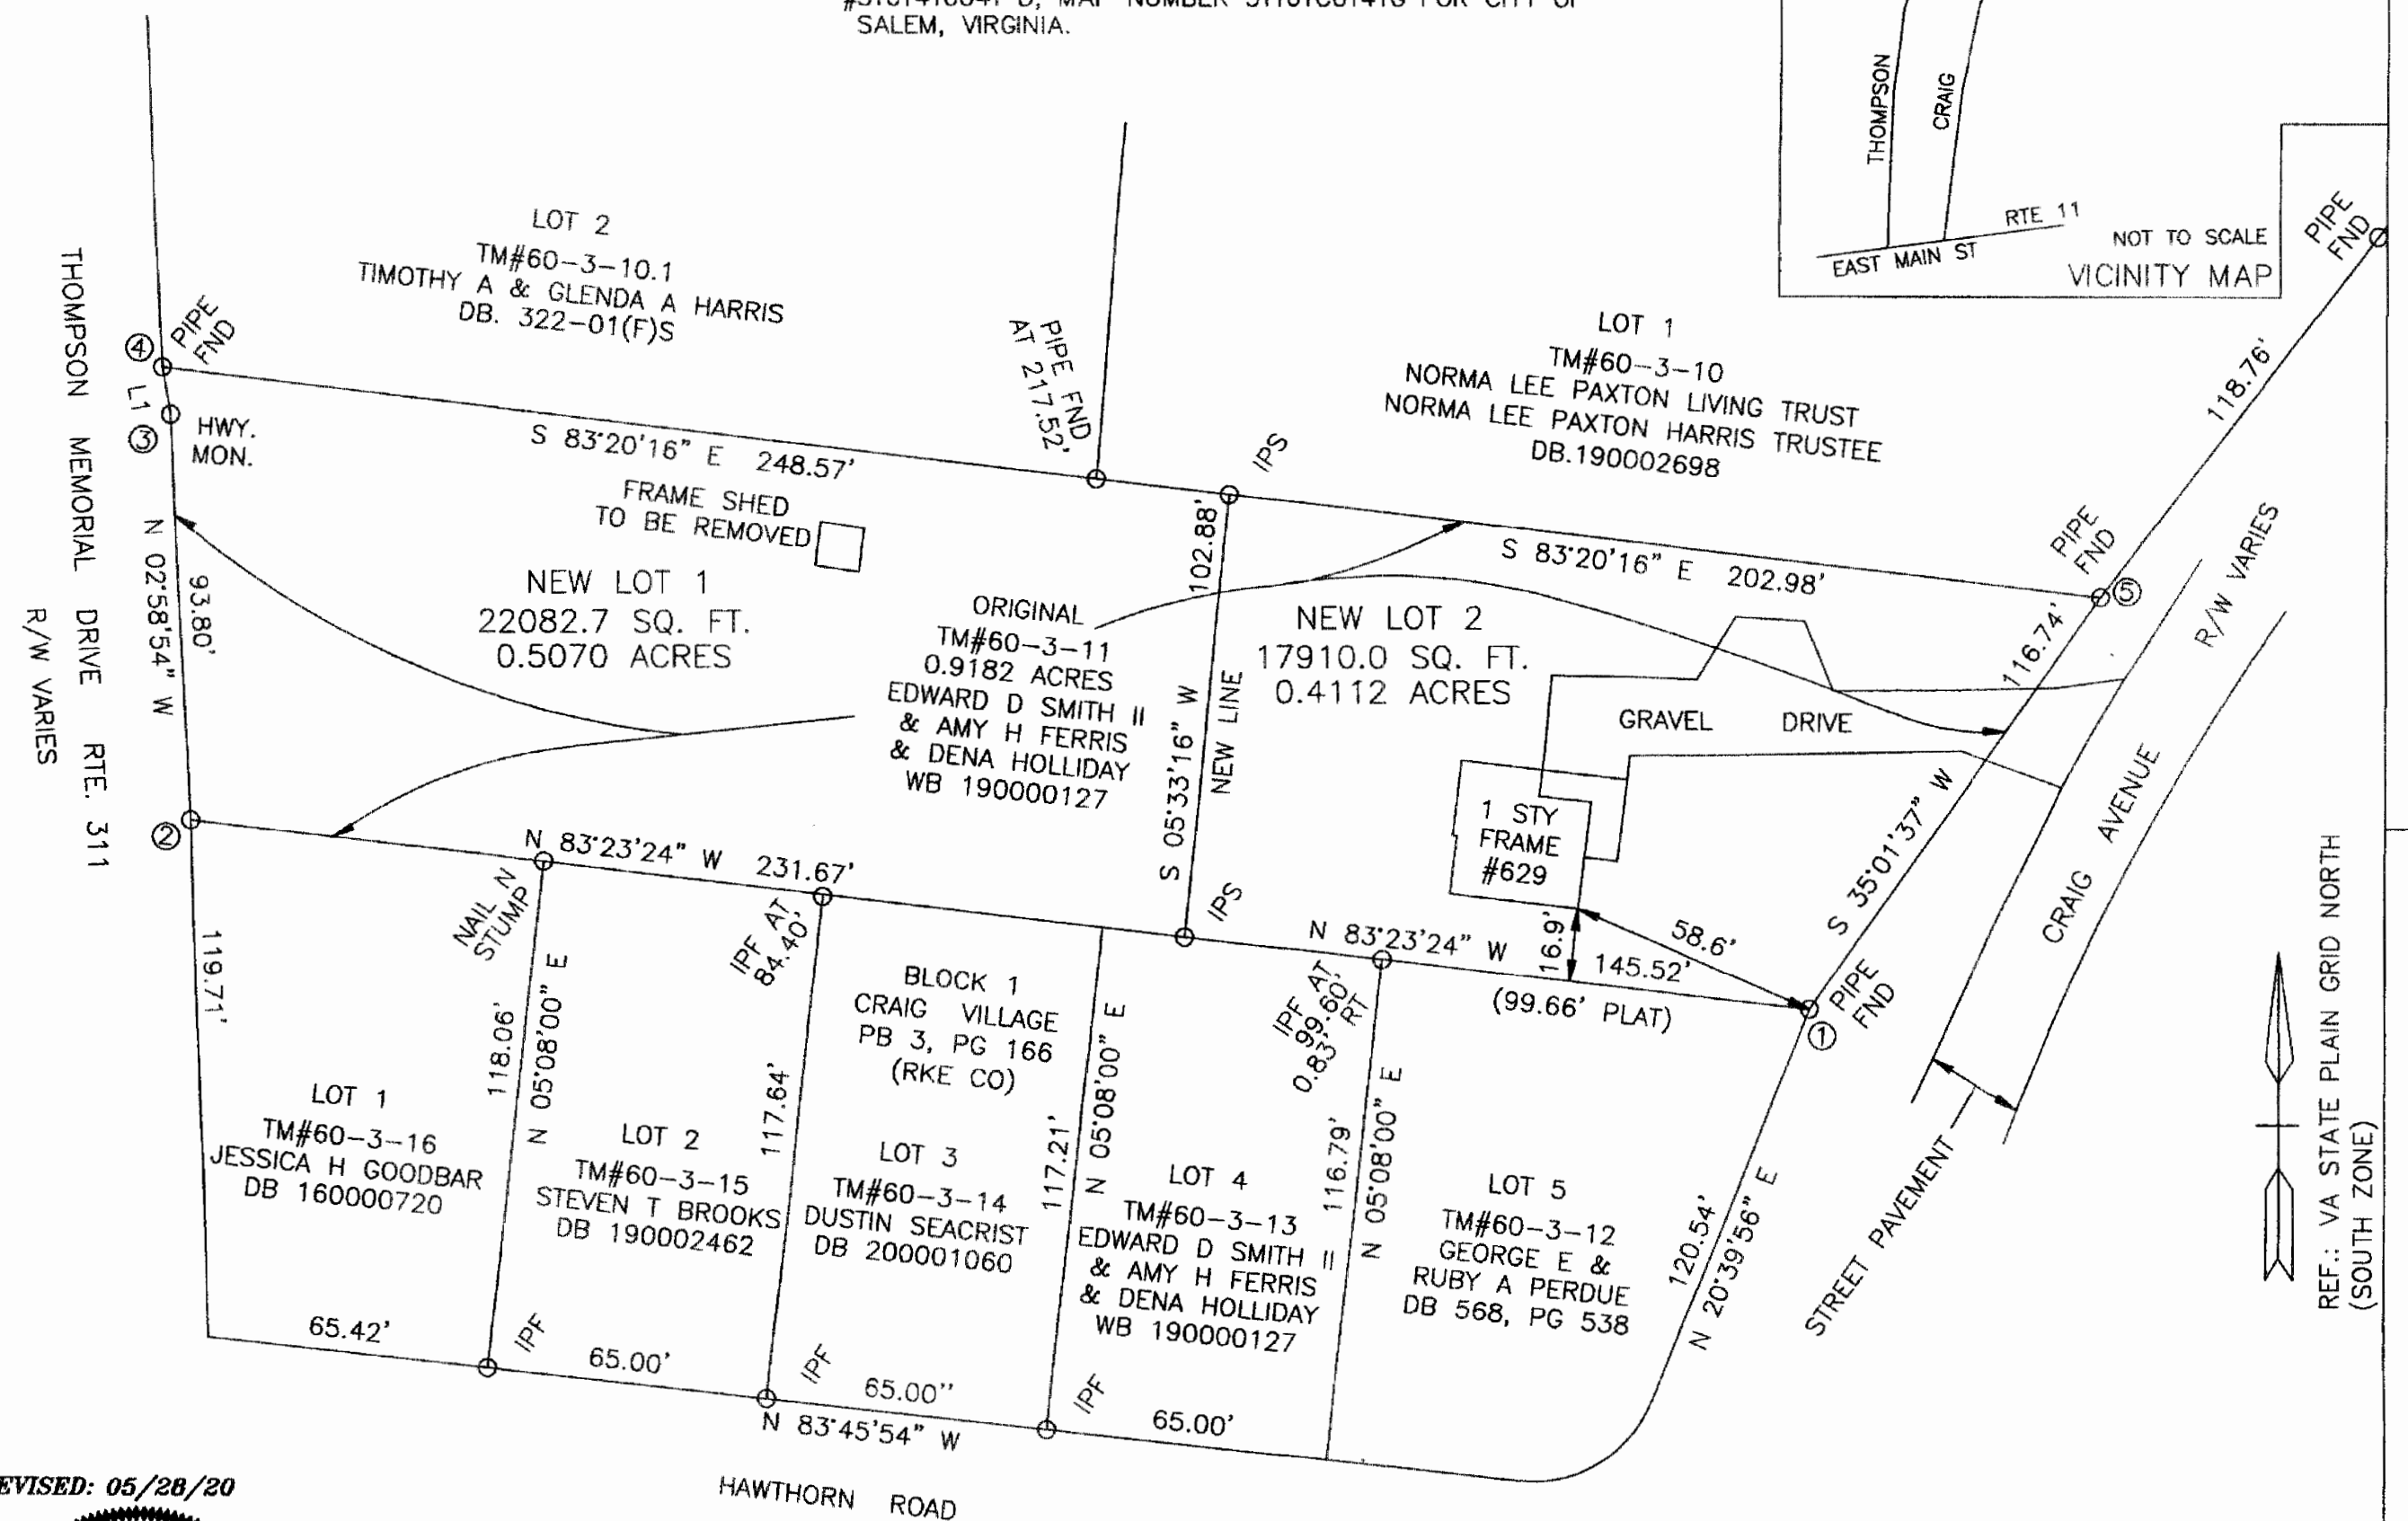 SALEM, VIRGINIA.
THOMPSON
CRAIG
RTE 11
EAST MAIN ST
NOT TO SCALE
VICINITY MAP
PIPE
FND
118.76'
LOT 2
TM#60-3-10.1
TIMOTHY A & GLENDA A HARRIS
DB. 322-01(F)S
LOT 1
TM#60-3-10
NORMA LEE PAXTON LIVING TRUST
NORMA LEE PAXTON HARRIS TRUSTEE
DB.190002698
4
PIPE
FND
L1
3
HWY.
MON.
PIPE FND
AT 217.52'
IPS
S 83°20'16" E 248.57'
S 83°20'16" E 202.98'
PIPE
FND
5
R/W VARIES
THOMPSON MEMORIAL DRIVE RTE. 311
R/W VARIES
N 02°58'54" W
93.80'
FRAME SHED
TO BE REMOVED
NEW LOT 1
22082.7 SQ. FT.
0.5070 ACRES
ORIGINAL
TM#60-3-11
0.9182 ACRES
EDWARD D SMITH II
& AMY H FERRIS
& DENA HOLLIDAY
WB 190000127
102.88'
S 05°33'16" W
NEW LINE
NEW LOT 2
17910.0 SQ. FT.
0.4112 ACRES
116.74'
GRAVEL DRIVE
1 STY
FRAME
#629
S 35°01'37" W
CRAIG AVENUE
2
N 83°23'24" W 231.67'
NAIL N
STUMP
IPF AT
84.40'
IPS
N 83°23'24" W
145.52'
(99.66' PLAT)
16.9'
58.6'
IPF AT
99.60'
0.83' RT
PIPE
FND
1
119.71'
118.06'
N 05°08'00" E
117.64'
BLOCK 1
CRAIG VILLAGE
PB 3, PG 166
(RKE CO)
117.21'
N 05°08'00" E
116.79'
N 05°08'00" E
LOT 1
TM#60-3-16
JESSICA H GOODBAR
DB 160000720
LOT 2
TM#60-3-15
STEVEN T BROOKS
DB 190002462
LOT 3
TM#60-3-14
DUSTIN SEACRIST
DB 200001060
LOT 4
TM#60-3-13
EDWARD D SMITH II
& AMY H FERRIS
& DENA HOLLIDAY
WB 190000127
LOT 5
TM#60-3-12
GEORGE E &
RUBY A PERDUE
DB 568, PG 538
120.54'
N 20°39'56" E
STREET PAVEMENT
REF.: VA STATE PLAIN GRID NORTH
(SOUTH ZONE)
65.42'
IPF
65.00'
IPF
65.00''
IPF
65.00'
N 83°45'54" W
HAWTHORN ROAD
EVISED: 05/28/20